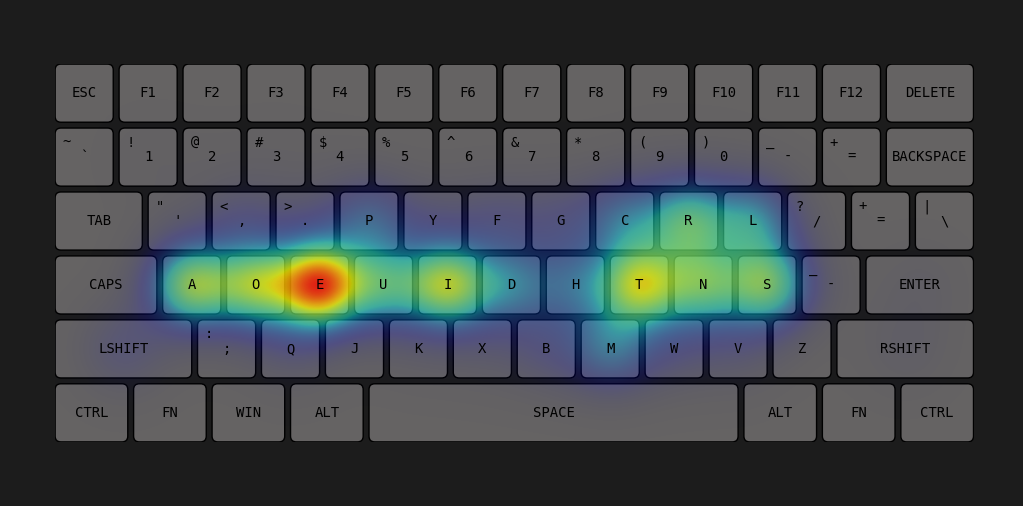 ESC F1 F2 F3 F4 F5 F6 F7 F8 F9 F10 F11 F12 DELETE
~ ` ! 1 @ 2 # 3 $ 4 % 5 ^ 6 & 7 * 8 ( 9 ) 0 _ - + = BACKSPACE
TAB " ' < , > . P Y F G C R L ? / + = | \
CAPS A O E U I D H T N S _ - ENTER
LSHIFT : ; Q J K X B M W V Z RSHIFT
CTRL FN WIN ALT SPACE ALT FN CTRL